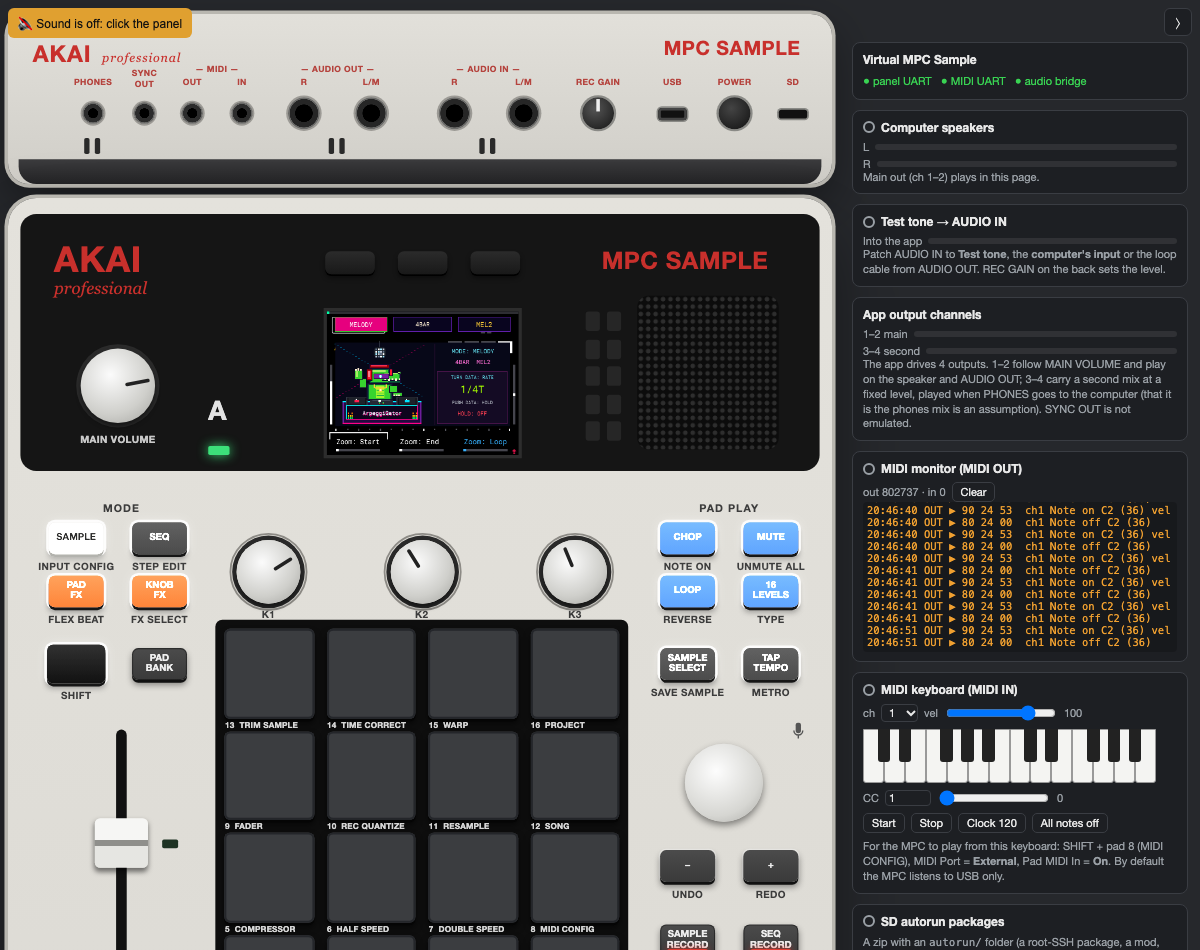 Sound is off: click the panel
AKAI professional
MPC SAMPLE
PHONES
SYNC OUT
MIDI
OUT
IN
AUDIO OUT
R
L/M
AUDIO IN
R
L/M
REC GAIN
USB
POWER
SD
AKAI
professional
MPC SAMPLE
MAIN VOLUME
A
MELODY
4BAR
MEL2
MODE: MELODY
4BAR MEL2
TURN DATA: RATE
1/4T
PUSH DATA: HOLD
HOLD: OFF
ArpeggiGator
Zoom: Start
Zoom: End
Zoom: Loop
MODE
SAMPLE
SEQ
INPUT CONFIG
STEP EDIT
PAD FX
KNOB FX
FLEX BEAT
FX SELECT
PAD BANK
SHIFT
K1
K2
K3
PAD PLAY
CHOP
MUTE
NOTE ON
UNMUTE ALL
LOOP
16 LEVELS
REVERSE
TYPE
SAMPLE SELECT
TAP TEMPO
SAVE SAMPLE
METRO
13 TRIM SAMPLE
14 TIME CORRECT
15 WARP
16 PROJECT
9 FADER
10 REC QUANTIZE
11 RESAMPLE
12 SONG
5 COMPRESSOR
6 HALF SPEED
7 DOUBLE SPEED
8 MIDI CONFIG
−
+
UNDO
REDO
SAMPLE RECORD
SEQ RECORD
Virtual MPC Sample
● panel UART ● MIDI UART ● audio bridge
Computer speakers
L
R
Main out (ch 1–2) plays in this page.
Test tone → AUDIO IN
Into the app
Patch AUDIO IN to Test tone, the computer's input or the loop
cable from AUDIO OUT. REC GAIN on the back sets the level.
App output channels
1–2 main
3–4 second
The app drives 4 outputs. 1–2 follow MAIN VOLUME and play
on the speaker and AUDIO OUT; 3–4 carry a second mix at a
fixed level, played when PHONES goes to the computer (that it
is the phones mix is an assumption). SYNC OUT is not
emulated.
MIDI monitor (MIDI OUT)
out 802737 · in 0 Clear
20:46:40 OUT ▶ 90 24 53 ch1 Note on C2 (36) vel
20:46:40 OUT ▶ 80 24 00 ch1 Note off C2 (36)
20:46:40 OUT ▶ 90 24 53 ch1 Note on C2 (36) vel
20:46:40 OUT ▶ 80 24 00 ch1 Note off C2 (36)
20:46:40 OUT ▶ 90 24 53 ch1 Note on C2 (36) vel
20:46:41 OUT ▶ 80 24 00 ch1 Note off C2 (36)
20:46:41 OUT ▶ 90 24 53 ch1 Note on C2 (36) vel
20:46:41 OUT ▶ 80 24 00 ch1 Note off C2 (36)
20:46:41 OUT ▶ 90 24 53 ch1 Note on C2 (36) vel
20:46:41 OUT ▶ 80 24 00 ch1 Note off C2 (36)
20:46:51 OUT ▶ 90 24 53 ch1 Note on C2 (36) vel
20:46:51 OUT ▶ 80 24 00 ch1 Note off C2 (36)
MIDI keyboard (MIDI IN)
ch 1 vel 100
CC 1 0
Start Stop Clock 120 All notes off
For the MPC to play from this keyboard: SHIFT + pad 8 (MIDI
CONFIG), MIDI Port = External, Pad MIDI In = On. By default
the MPC listens to USB only.
SD autorun packages
A zip with an autorun/ folder (a root-SSH package, a mod,